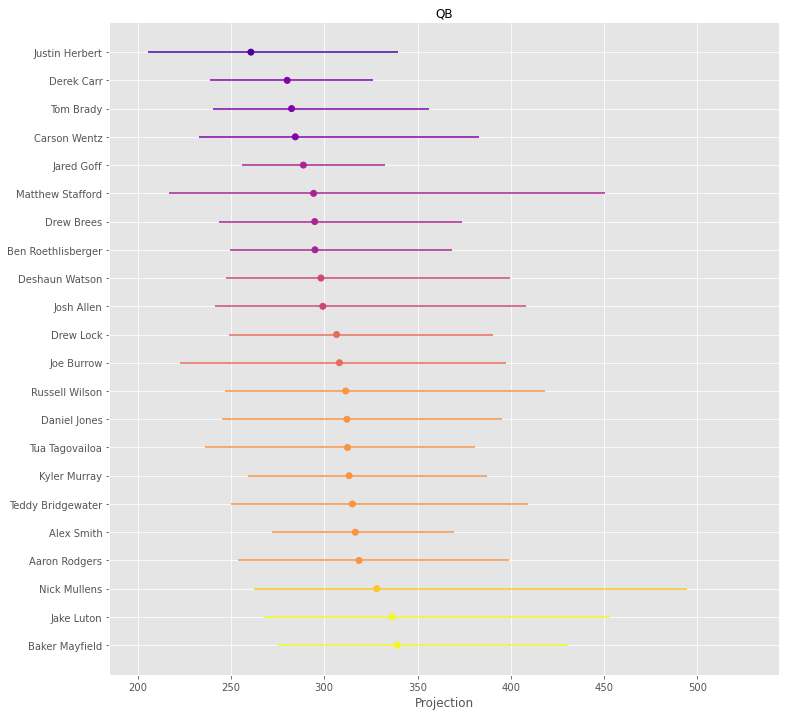 QB
Justin Herbert
Derek Carr
Tom Brady
Carson Wentz
Jared Goff
Matthew Stafford
Drew Brees
Ben Roethlisberger
Deshaun Watson
Josh Allen
Drew Lock
Joe Burrow
Russell Wilson
Daniel Jones
Tua Tagovailoa
Kyler Murray
Teddy Bridgewater
Alex Smith
Aaron Rodgers
Nick Mullens
Jake Luton
Baker Mayfield
200 250 300 350 400 450 500
Projection